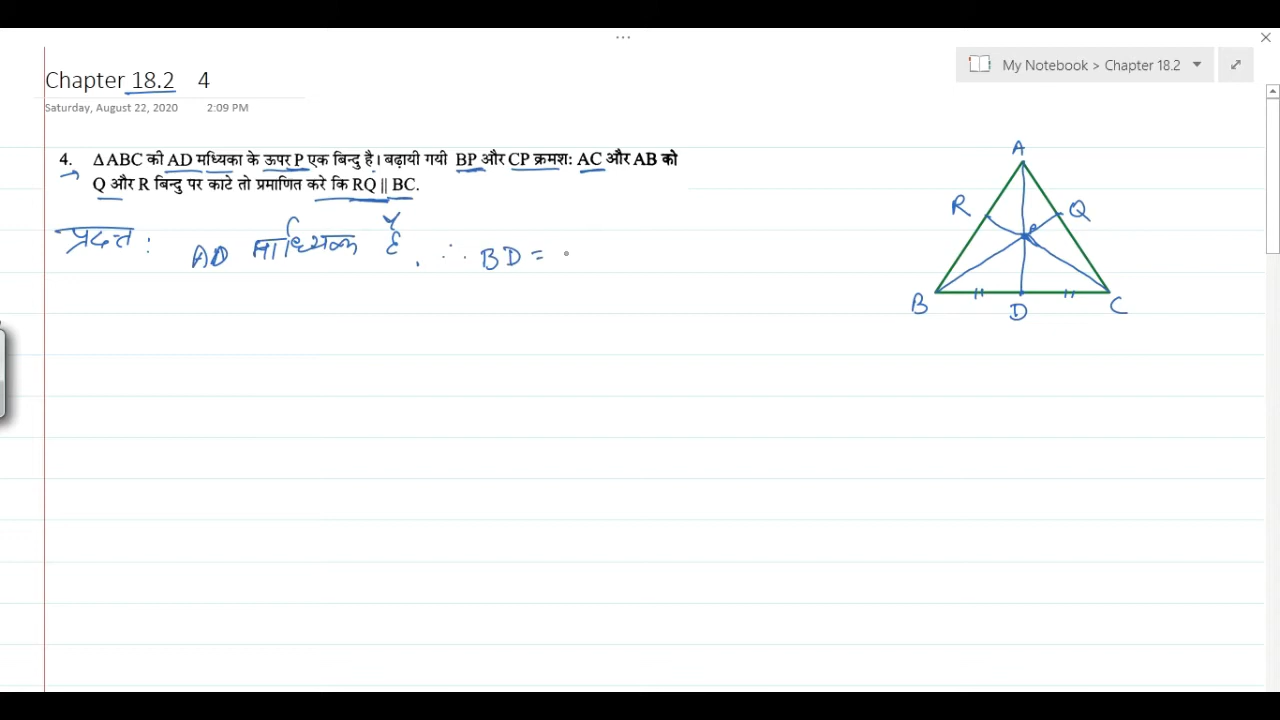 Chapter 18.2 4
Saturday, August 22, 2020 2:09 PM
My Notebook > Chapter 18.2
4. Δ ABC की AD मध्यिका के ऊपर P एक बिन्दु है। बढ़ायी गयी BP और CP क्रमश: AC और AB को
Q और R बिन्दु पर काटे तो प्रमाणित करे कि RQ || BC.
प्रदत्त : AD माध्यिका है. ∴ BD =
A
R Q
P
B D C